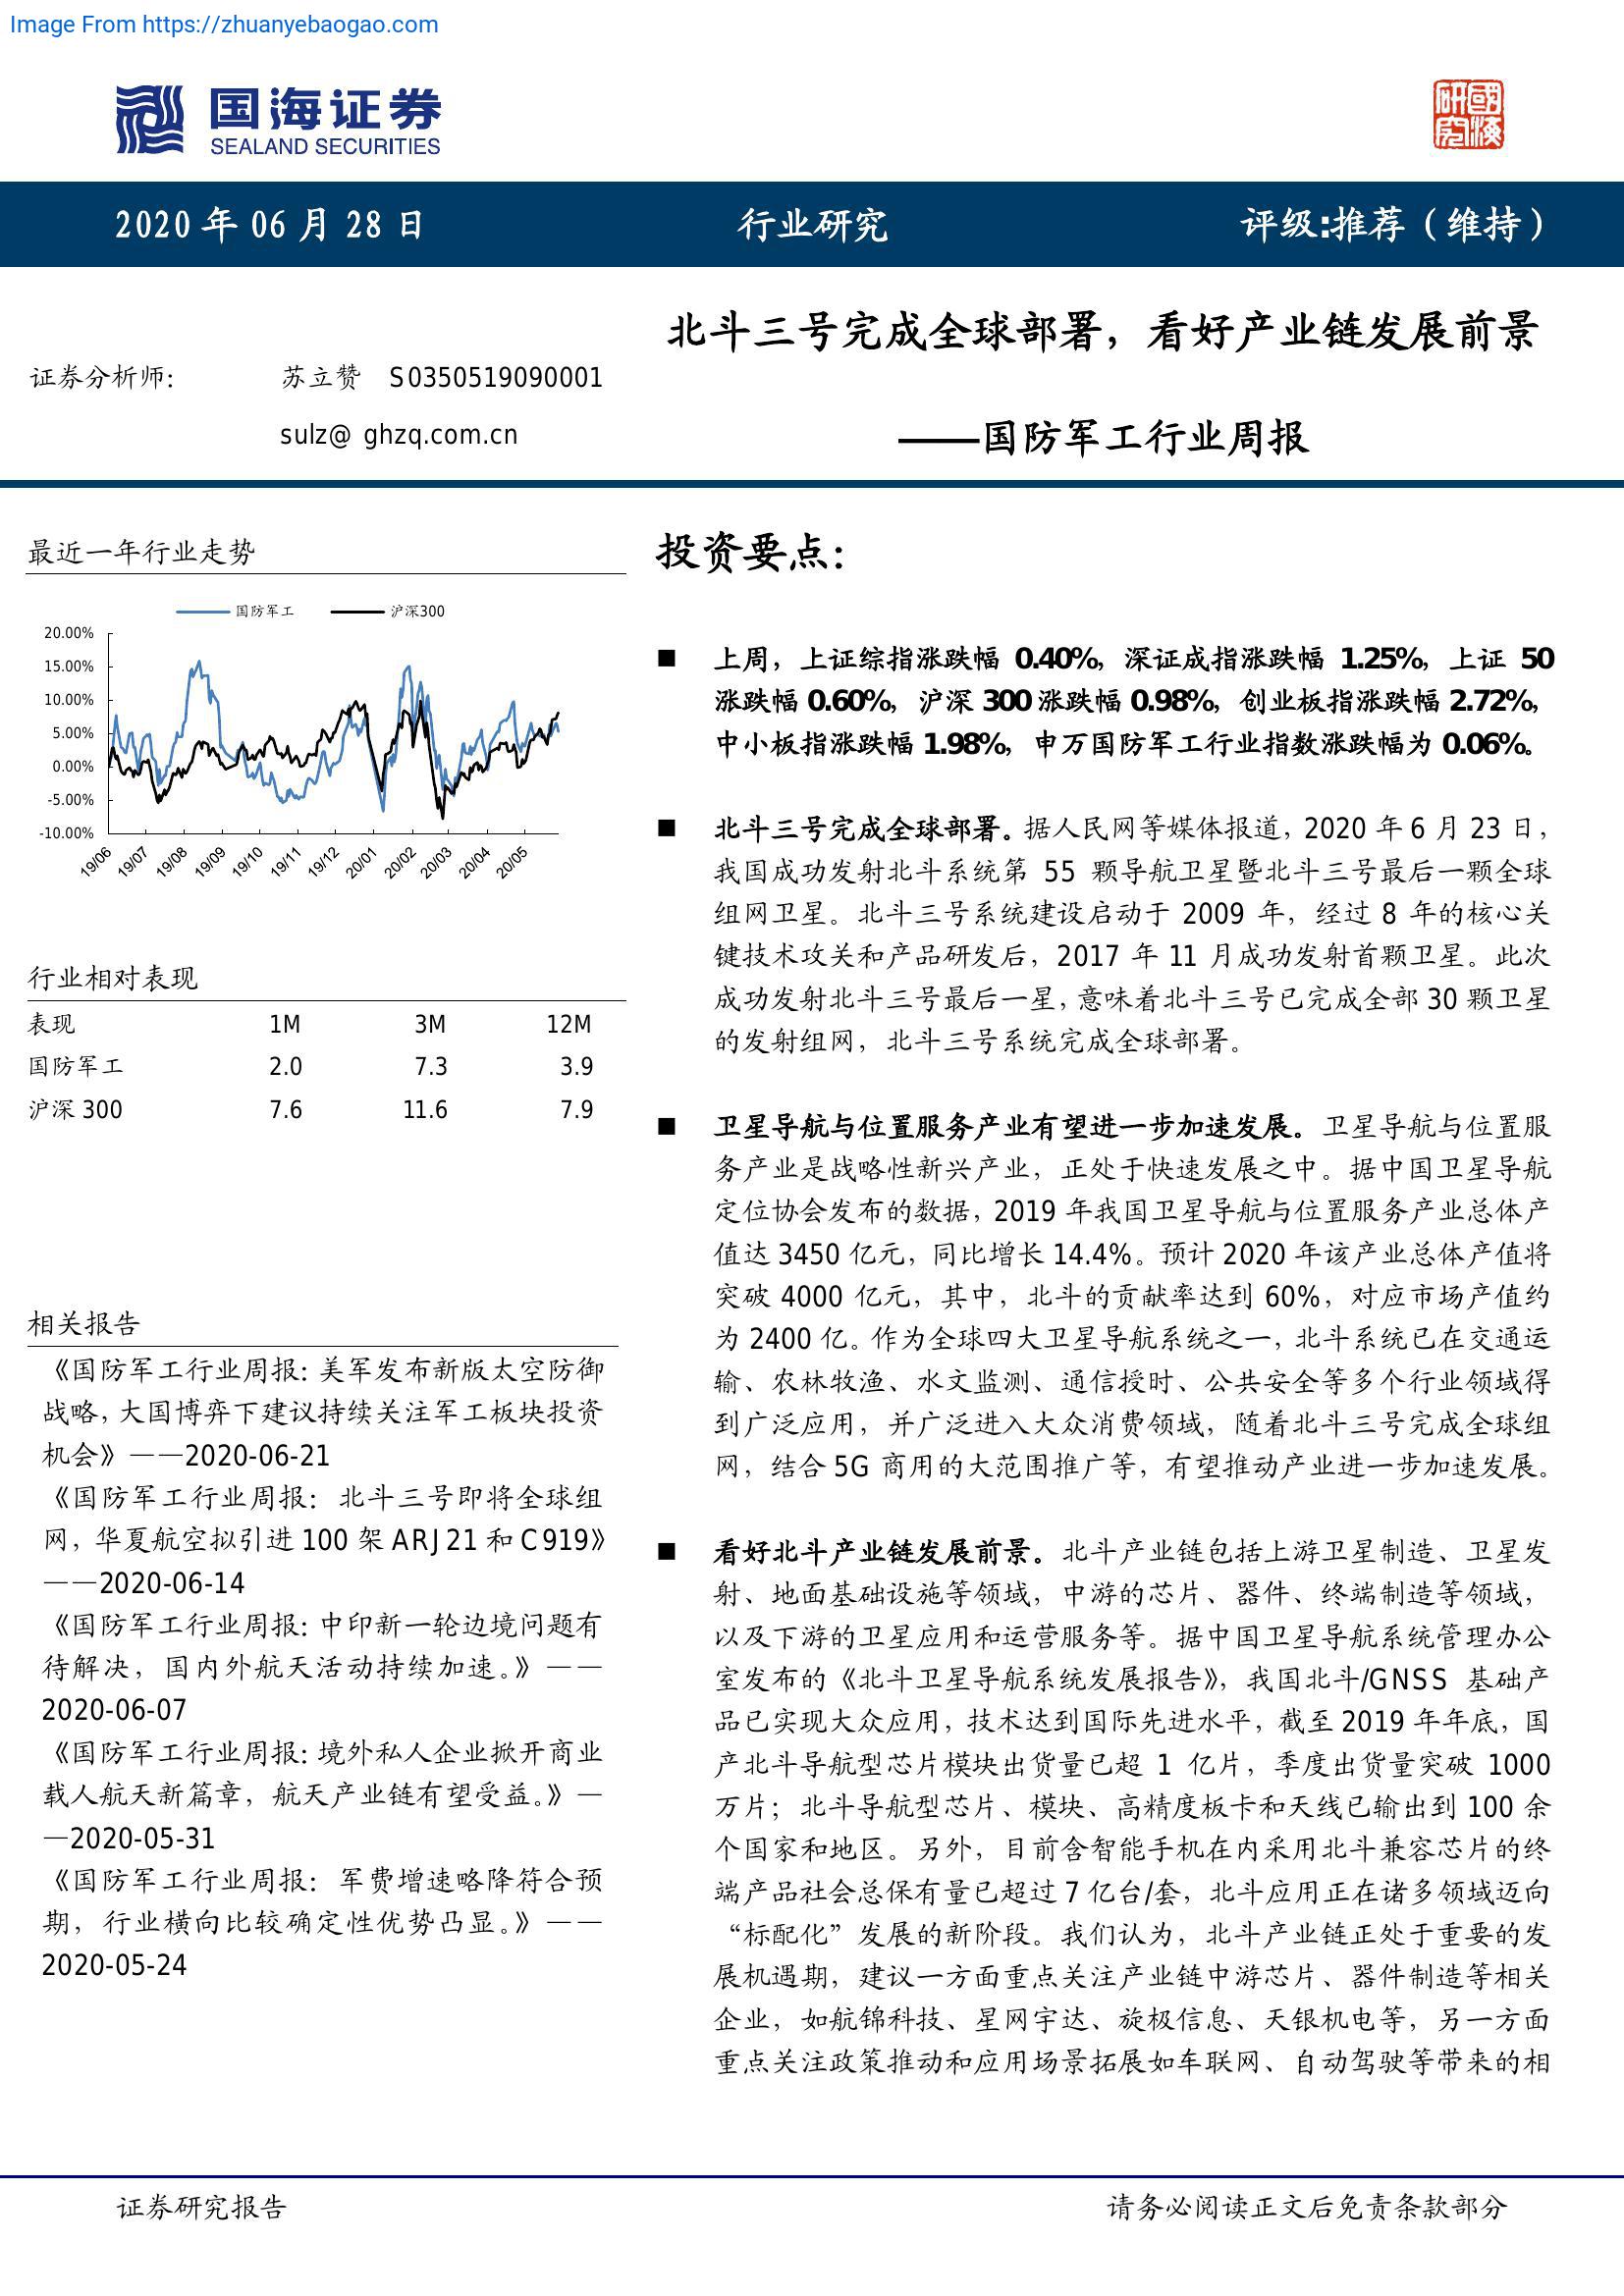 Image From https://zhuanyebaogao.com
国海证券
SEALAND SECURITIES
研究
國海
2020 年 06 月 28 日
行业研究
评级:推荐（维持）
北斗三号完成全球部署，看好产业链发展前景
证券分析师：
苏立赞 S0350519090001
sulz@ ghzq.com.cn
——国防军工行业周报
最近一年行业走势
国防军工
沪深300
20.00%
15.00%
10.00%
5.00%
0.00%
-5.00%
-10.00%
19/06
19/07
19/08
19/09
19/10
19/11
19/12
20/01
20/02
20/03
20/04
20/05
行业相对表现
表现 1M 3M 12M
国防军工 2.0 7.3 3.9
沪深 300 7.6 11.6 7.9
相关报告
《国防军工行业周报：美军发布新版太空防御
战略，大国博弈下建议持续关注军工板块投资
机会》——2020-06-21
《国防军工行业周报：北斗三号即将全球组
网，华夏航空拟引进 100 架 ARJ21 和 C919》
——2020-06-14
《国防军工行业周报：中印新一轮边境问题有
待解决，国内外航天活动持续加速。》——
2020-06-07
《国防军工行业周报：境外私人企业掀开商业
载人航天新篇章，航天产业链有望受益。》—
—2020-05-31
《国防军工行业周报：军费增速略降符合预
期，行业横向比较确定性优势凸显。》——
2020-05-24
投资要点：
■ 上周，上证综指涨跌幅 0.40%，深证成指涨跌幅 1.25%，上证 50
涨跌幅 0.60%，沪深 300 涨跌幅 0.98%，创业板指涨跌幅 2.72%，
中小板指涨跌幅 1.98%，申万国防军工行业指数涨跌幅为 0.06%。
■ 北斗三号完成全球部署。据人民网等媒体报道，2020 年 6 月 23 日，
我国成功发射北斗系统第 55 颗导航卫星暨北斗三号最后一颗全球
组网卫星。北斗三号系统建设启动于 2009 年，经过 8 年的核心关
键技术攻关和产品研发后，2017 年 11 月成功发射首颗卫星。此次
成功发射北斗三号最后一星，意味着北斗三号已完成全部 30 颗卫星
的发射组网，北斗三号系统完成全球部署。
■ 卫星导航与位置服务产业有望进一步加速发展。卫星导航与位置服
务产业是战略性新兴产业，正处于快速发展之中。据中国卫星导航
定位协会发布的数据，2019 年我国卫星导航与位置服务产业总体产
值达 3450 亿元，同比增长 14.4%。预计 2020 年该产业总体产值将
突破 4000 亿元，其中，北斗的贡献率达到 60%，对应市场产值约
为 2400 亿。作为全球四大卫星导航系统之一，北斗系统已在交通运
输、农林牧渔、水文监测、通信授时、公共安全等多个行业领域得
到广泛应用，并广泛进入大众消费领域，随着北斗三号完成全球组
网，结合 5G 商用的大范围推广等，有望推动产业进一步加速发展。
■ 看好北斗产业链发展前景。北斗产业链包括上游卫星制造、卫星发
射、地面基础设施等领域，中游的芯片、器件、终端制造等领域，
以及下游的卫星应用和运营服务等。据中国卫星导航系统管理办公
室发布的《北斗卫星导航系统发展报告》，我国北斗/GNSS 基础产
品已实现大众应用，技术达到国际先进水平，截至 2019 年年底，国
产北斗导航型芯片模块出货量已超 1 亿片，季度出货量突破 1000
万片；北斗导航型芯片、模块、高精度板卡和天线已输出到 100 余
个国家和地区。另外，目前含智能手机在内采用北斗兼容芯片的终
端产品社会总保有量已超过 7 亿台/套，北斗应用正在诸多领域迈向
“标配化”发展的新阶段。我们认为，北斗产业链正处于重要的发
展机遇期，建议一方面重点关注产业链中游芯片、器件制造等相关
企业，如航锦科技、星网宇达、旋极信息、天银机电等，另一方面
重点关注政策推动和应用场景拓展如车联网、自动驾驶等带来的相
证券研究报告
请务必阅读正文后免责条款部分